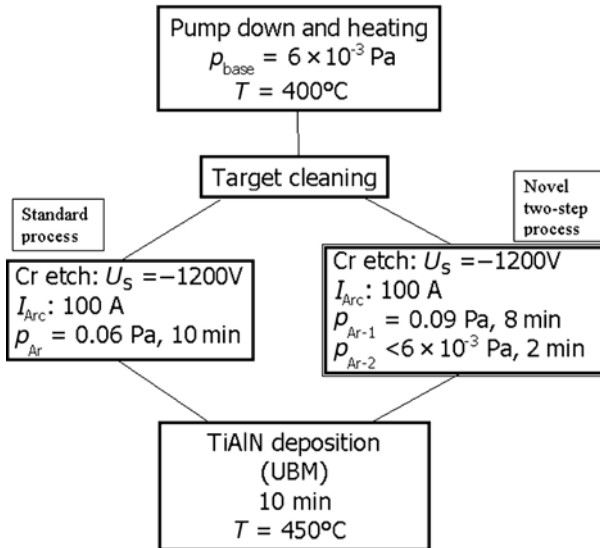 Pump down and heating
p_base = 6 × 10⁻³ Pa
T = 400ºC
Target cleaning
Standard
process
Novel
two-step
process
Cr etch: U_S =−1200V
I_Arc: 100 A
p_Ar = 0.06 Pa, 10 min
Cr etch: U_S =−1200V
I_Arc: 100 A
p_Ar-1 = 0.09 Pa, 8 min
p_Ar-2 <6 × 10⁻³ Pa, 2 min
TiAlN deposition
(UBM)
10 min
T = 450ºC